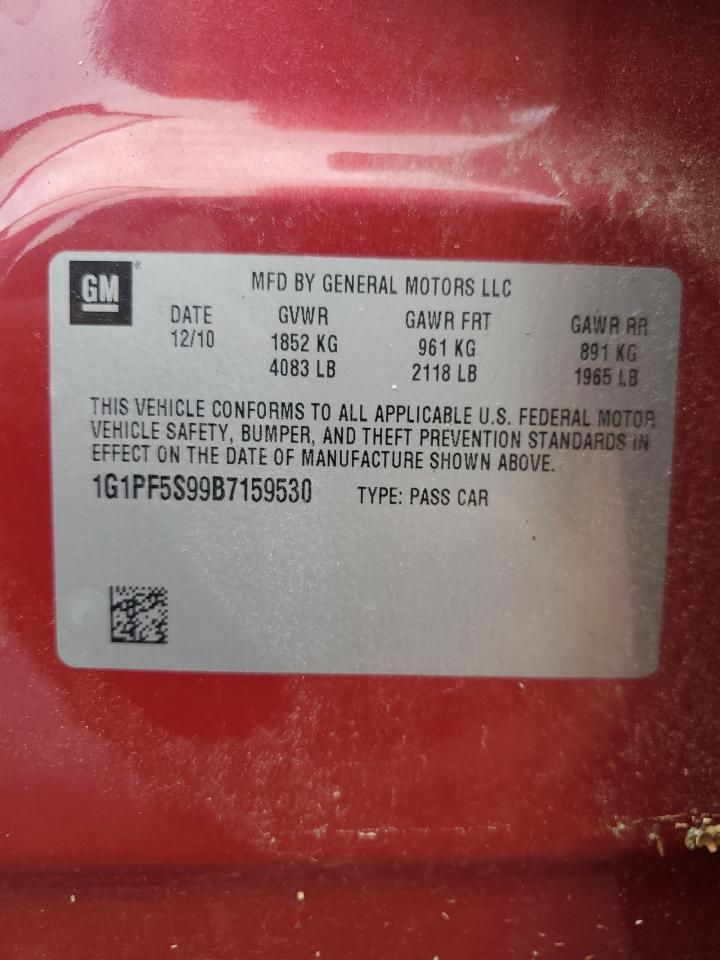 GM®
MFD BY GENERAL MOTORS LLC
DATE GVWR GAWR FRT GAWR RR
12/10 1852 KG 961 KG 891 KG
4083 LB 2118 LB 1965 LB
THIS VEHICLE CONFORMS TO ALL APPLICABLE U.S. FEDERAL MOTOR
VEHICLE SAFETY, BUMPER, AND THEFT PREVENTION STANDARDS IN
EFFECT ON THE DATE OF MANUFACTURE SHOWN ABOVE.
1G1PF5S99B7159530 TYPE: PASS CAR